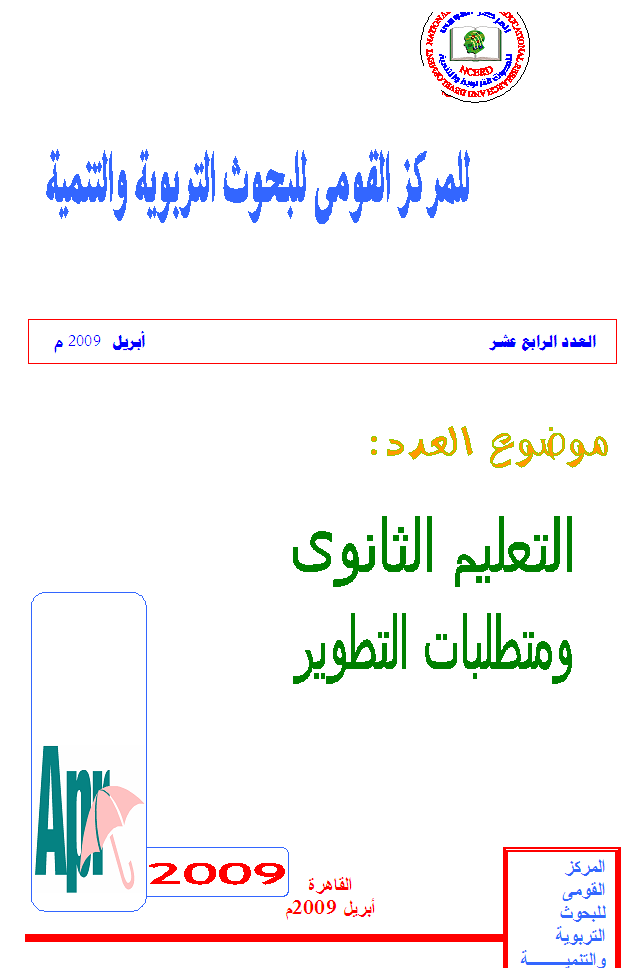 NCERD
للمركز القومى للبحوث التربوية والتنمية
العدد الرابع عشر
أبريل 2009 م
موضوع العدد:
التعليم الثانوى
ومتطلبات التطوير
Apr
2009
القاهرة
أبريل 2009م
المركز
القومى
للبحوث
التربوية
والتنميـــــــة